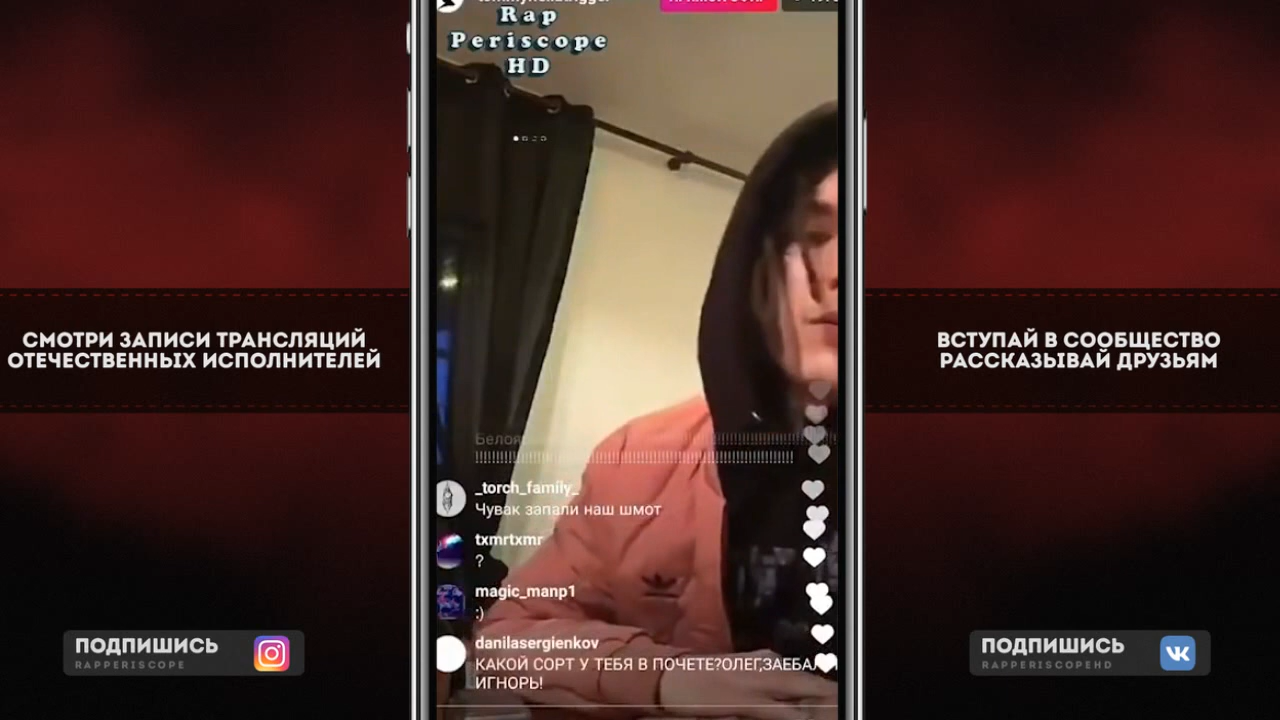 Rap
Periscope
HD
СМОТРИ ЗАПИСИ ТРАНСЛЯЦИЙ
ОТЕЧЕСТВЕННЫХ ИСПОЛНИТЕЛЕЙ
ВСТУПАЙ В СООБЩЕСТВО
РАССКАЗЫВАЙ ДРУЗЬЯМ
_torch_family_
Чувак запали наш шмот
txmrtxmr
?
magic_manp1
:)
danilasergienkov
КАКОЙ СОРТ У ТЕБЯ В ПОЧЕТЕ?ОЛЕГ,ЗАЕБАЛ
ИГНОРЬ!
ПОДПИШИСЬ
RAPPERISCOPE
ПОДПИШИСЬ
RAPPERISCOPEHD